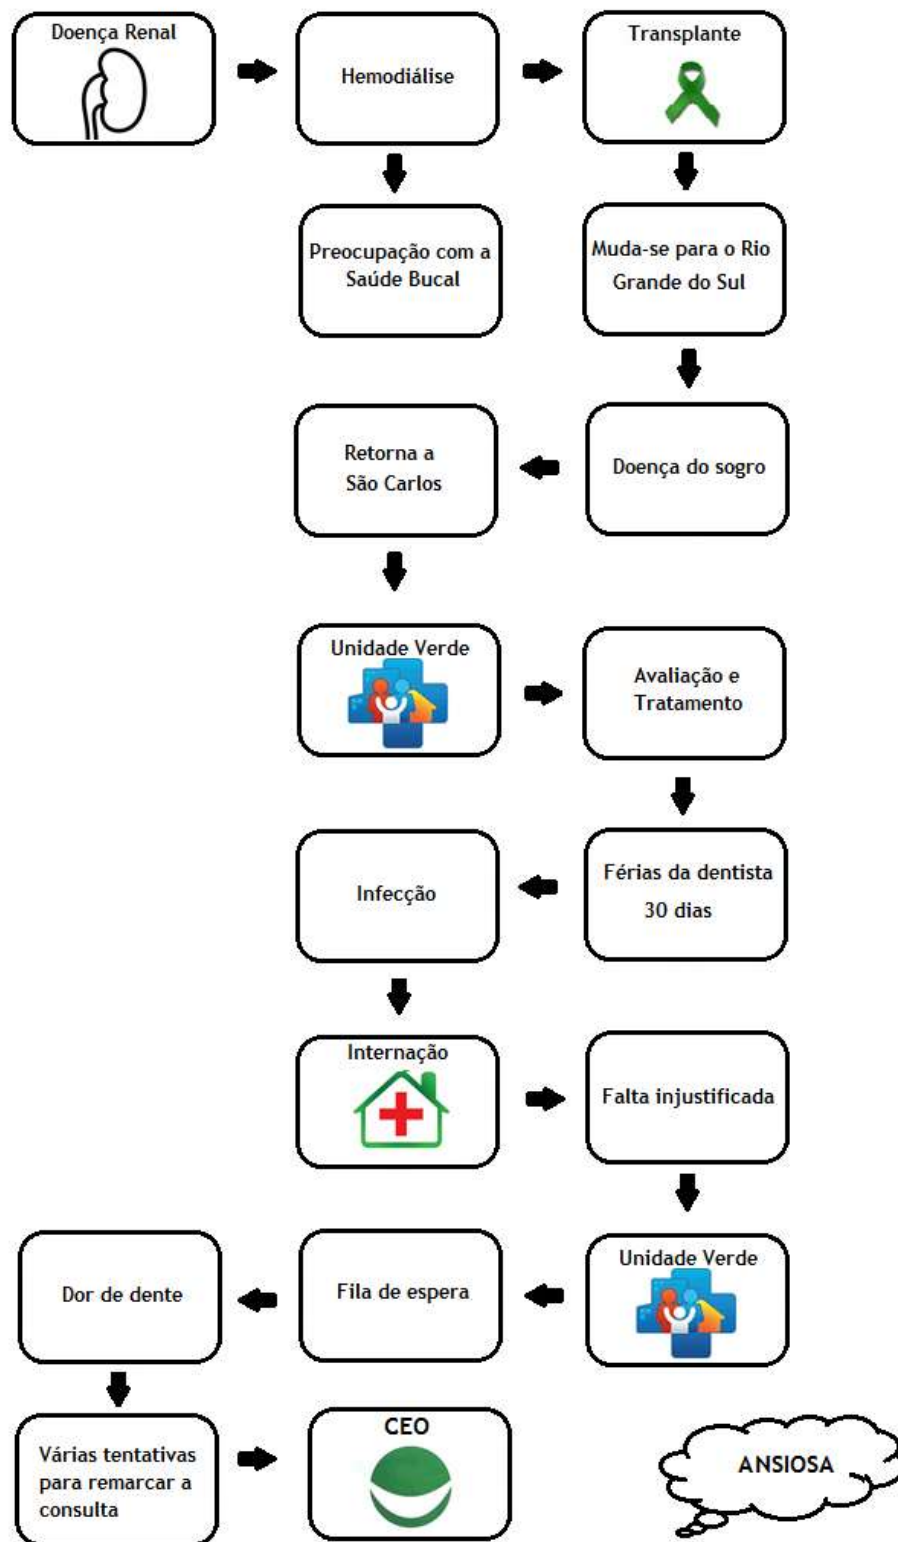 Doença Renal
Hemodiálise
Transplante
Preocupação com a
Saúde Bucal
Muda-se para o Rio
Grande do Sul
Retorna a
São Carlos
Doença do sogro
Unidade Verde
Avaliação e
Tratamento
Infecção
Férias da dentista
30 dias
Internação
Falta injustificada
Dor de dente
Fila de espera
Unidade Verde
Várias tentativas
para remarcar a
consulta
CEO
ANSIOSA